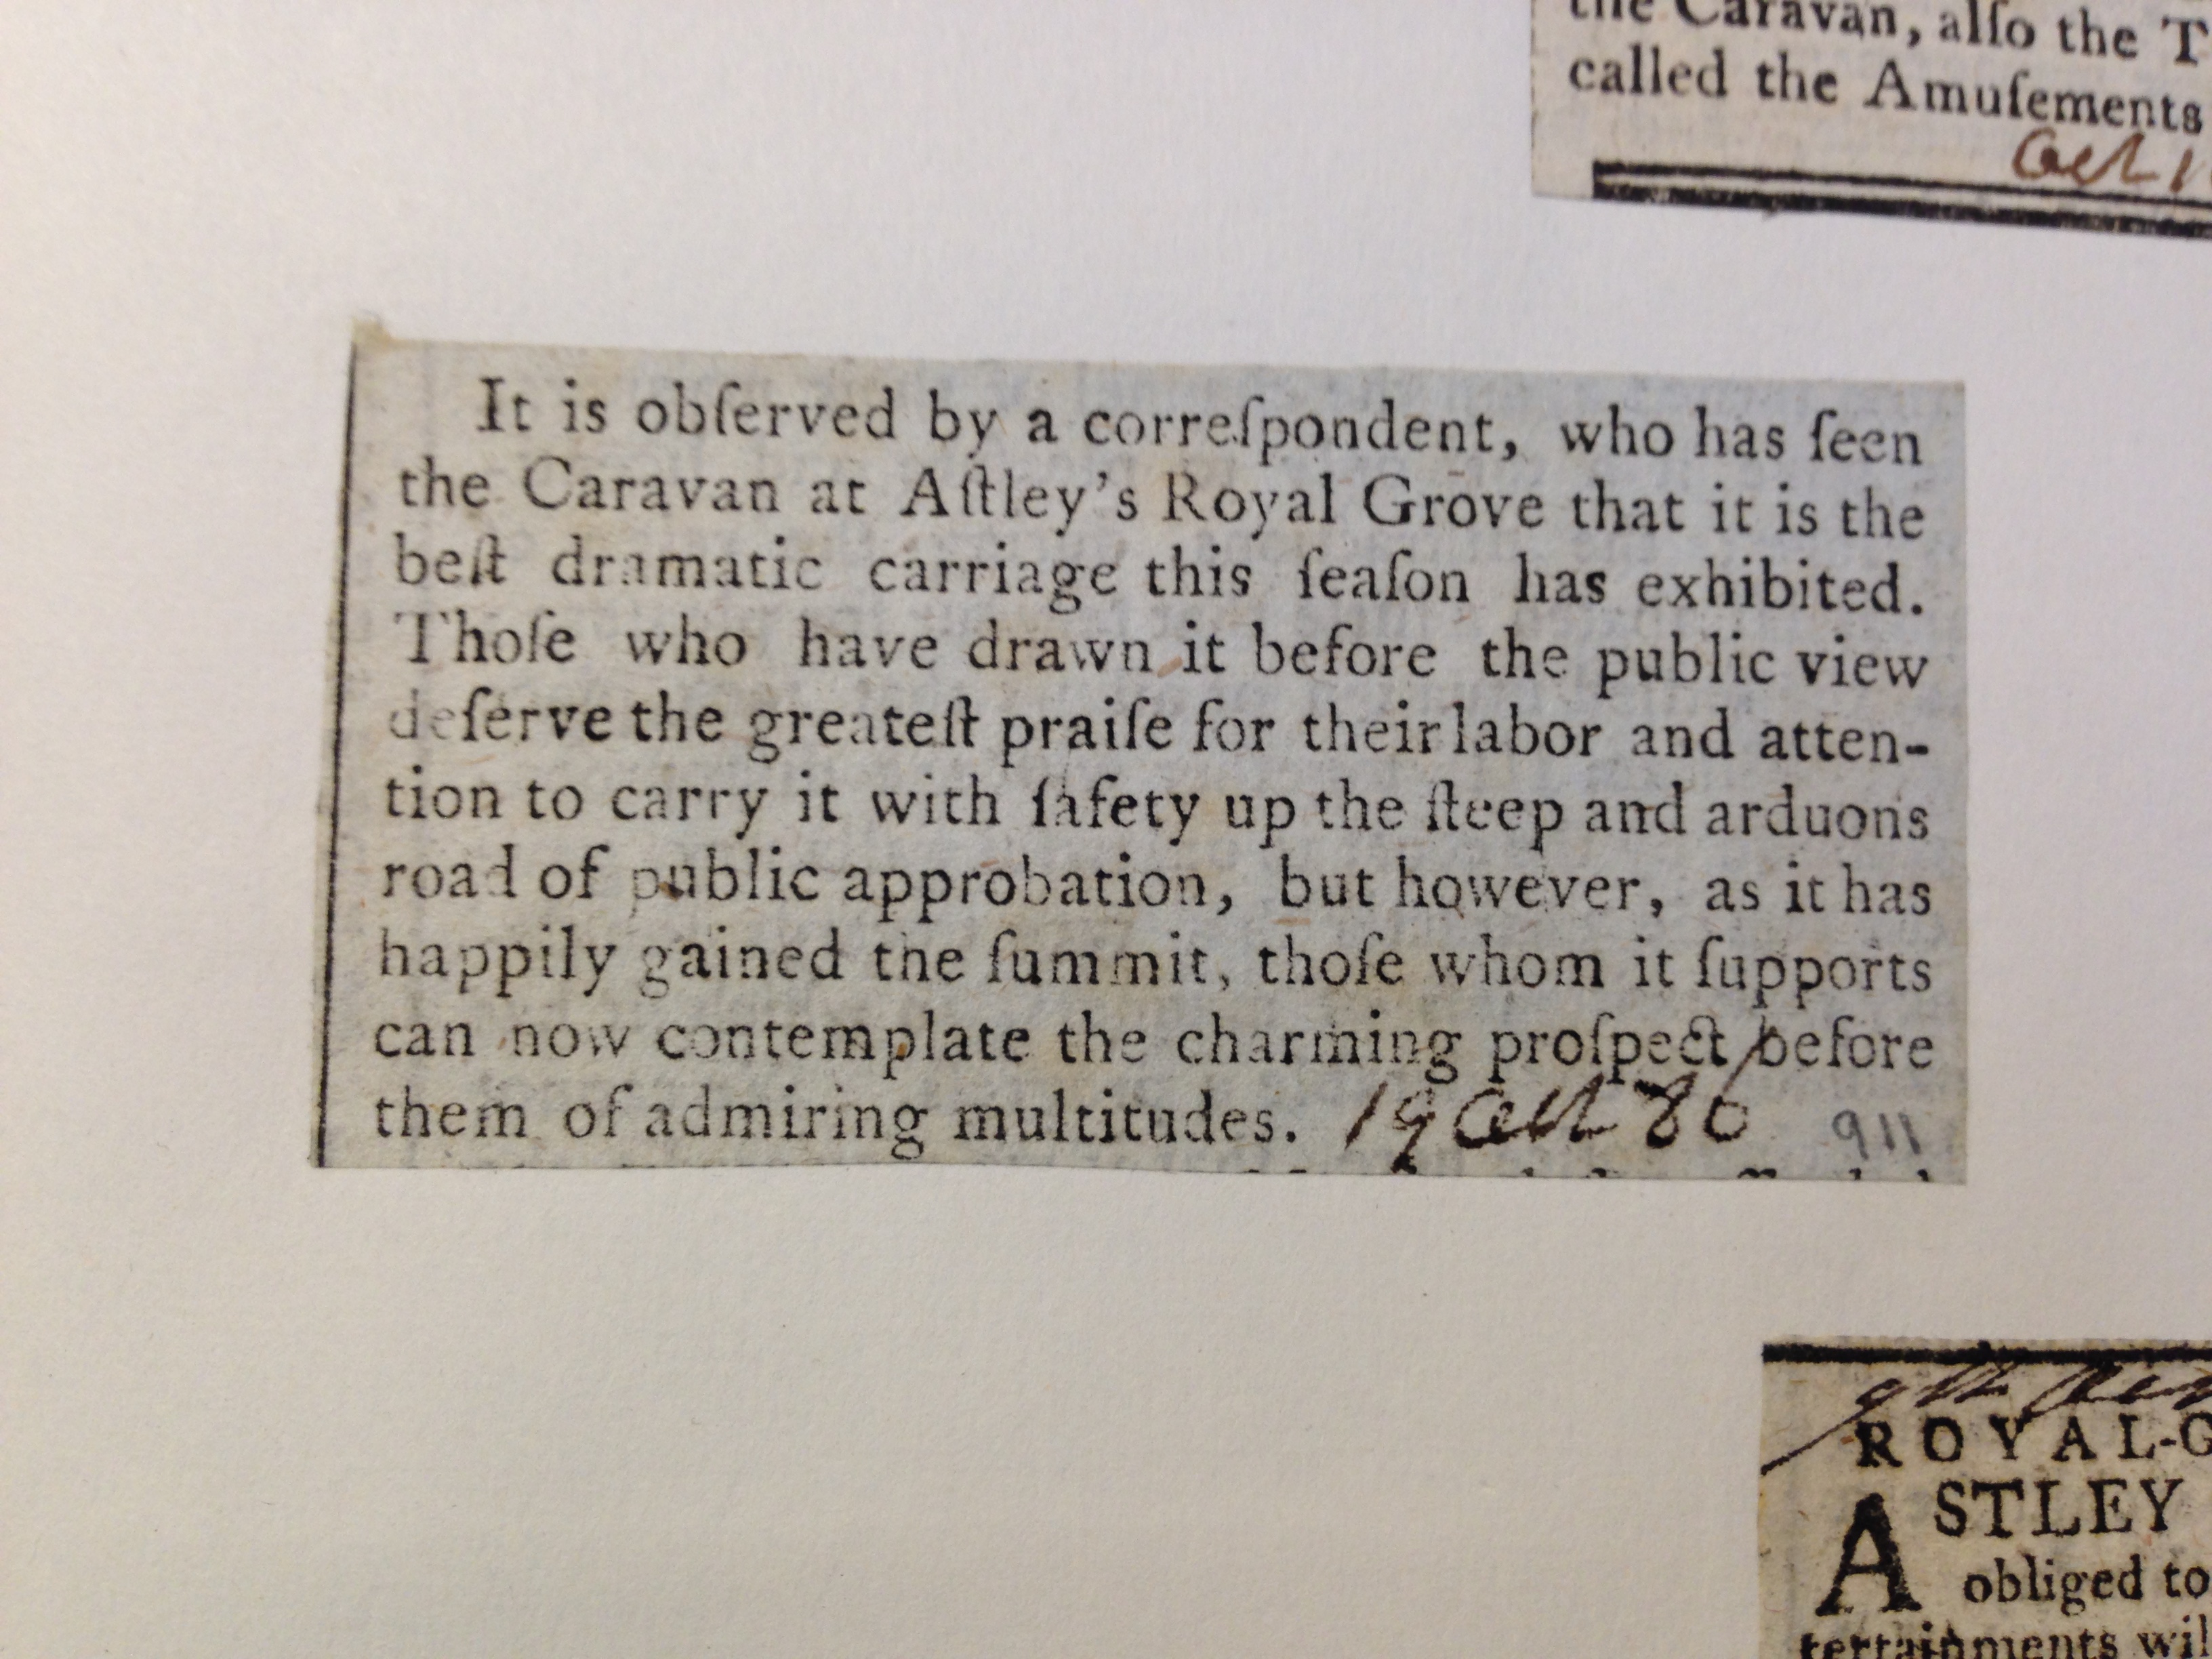 the Caravan, alſo the T
called the Amuſements
Oct 1
It is obſerved by a correſpondent, who has ſeen
the Caravan at Aſtley's Royal Grove that it is the
beſt dramatic carriage this ſeaſon has exhibited.
Thoſe who have drawn it before the public view
deſerve the greateſt praiſe for their labor and atten-
tion to carry it with ſafety up the ſteep and arduons
road of public approbation, but however, as it has
happily gained the ſummit, thoſe whom it ſupports
can now contemplate the charming proſpect before
them of admiring multitudes. 19 Oct 86 911
ROYAL-G
ASTLEY
obliged to
tertainments wil